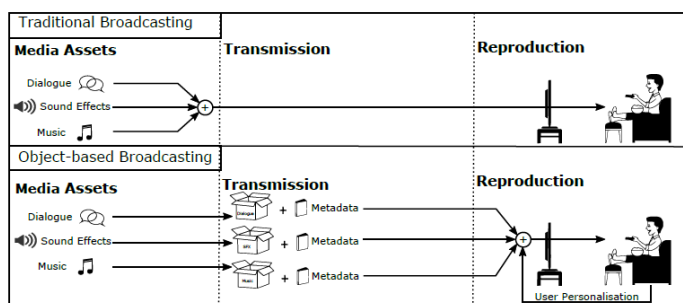 Traditional Broadcasting
Media Assets Transmission Reproduction
Dialogue
Sound Effects
Music
Object-based Broadcasting
Media Assets Transmission Reproduction
Dialogue Dialogue + Metadata
Sound Effects SFX + Metadata
Music Music + Metadata
User Personalisation